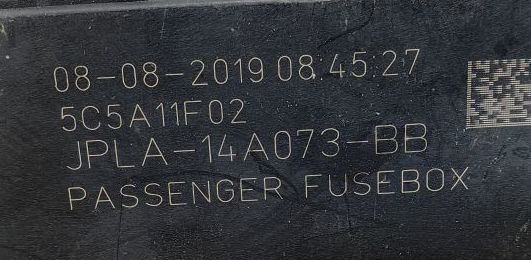 08-08-2019 08:45:27
5C5A11F02
JPLA-14A073-BB
PASSENGER FUSEBOX